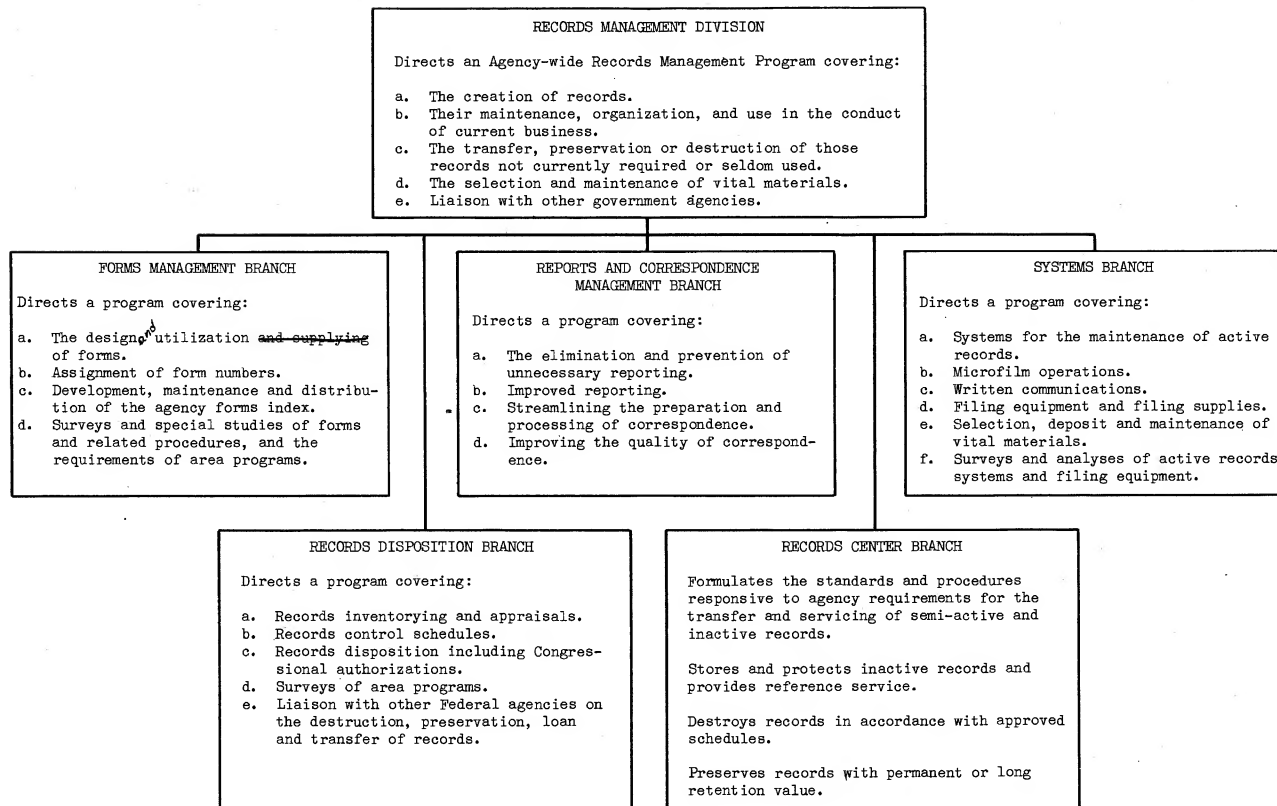 RECORDS MANAGEMENT DIVISION
Directs an Agency-wide Records Management Program covering:
a. The creation of records.
b. Their maintenance, organization, and use in the conduct
of current business.
c. The transfer, preservation or destruction of those
records not currently required or seldom used.
d. The selection and maintenance of vital materials.
e. Liaison with other government agencies.
FORMS MANAGEMENT BRANCH
Directs a program covering:
a. The design and utilization and supplying
of forms.
b. Assignment of form numbers.
c. Development, maintenance and distribu-
tion of the agency forms index.
d. Surveys and special studies of forms
and related procedures, and the
requirements of area programs.
REPORTS AND CORRESPONDENCE
MANAGEMENT BRANCH
Directs a program covering:
a. The elimination and prevention of
unnecessary reporting.
b. Improved reporting.
c. Streamlining the preparation and
processing of correspondence.
d. Improving the quality of correspond-
ence.
SYSTEMS BRANCH
Directs a program covering:
a. Systems for the maintenance of active
records.
b. Microfilm operations.
c. Written communications.
d. Filing equipment and filing supplies.
e. Selection, deposit and maintenance of
vital materials.
f. Surveys and analyses of active records
systems and filing equipment.
RECORDS DISPOSITION BRANCH
Directs a program covering:
a. Records inventorying and appraisals.
b. Records control schedules.
c. Records disposition including Congres-
sional authorizations.
d. Surveys of area programs.
e. Liaison with other Federal agencies on
the destruction, preservation, loan
and transfer of records.
RECORDS CENTER BRANCH
Formulates the standards and procedures
responsive to agency requirements for the
transfer and servicing of semi-active and
inactive records.
Stores and protects inactive records and
provides reference service.
Destroys records in accordance with approved
schedules.
Preserves records with permanent or long
retention value.